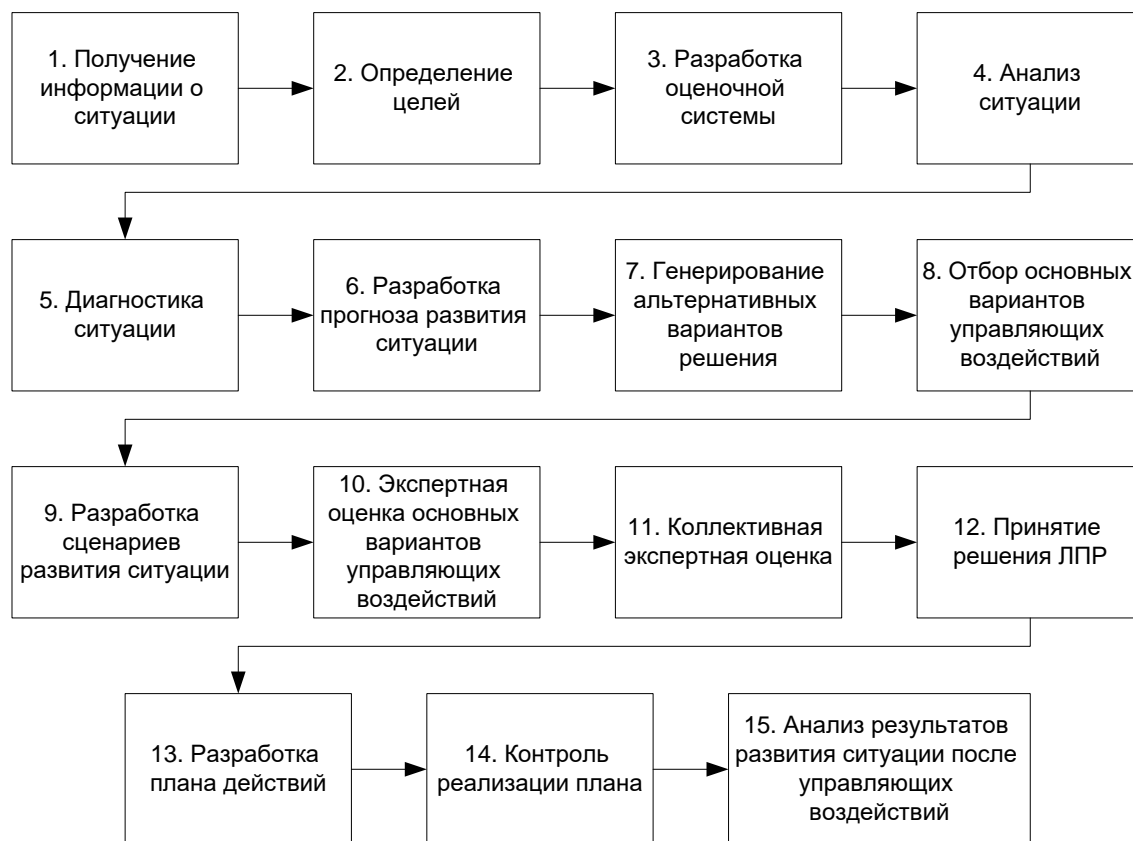 1. Получение
информации о
ситуации
2. Определение
целей
3. Разработка
оценочной
системы
4. Анализ
ситуации
5. Диагностика
ситуации
6. Разработка
прогноза развития
ситуации
7. Генерирование
альтернативных
вариантов
решения
8. Отбор основных
вариантов
управляющих
воздействий
9. Разработка
сценариев
развития ситуации
10. Экспертная
оценка основных
вариантов
управляющих
воздействий
11. Коллективная
экспертная оценка
12. Принятие
решения ЛПР
13. Разработка
плана действий
14. Контроль
реализации плана
15. Анализ результатов
развития ситуации после
управляющих
воздействий